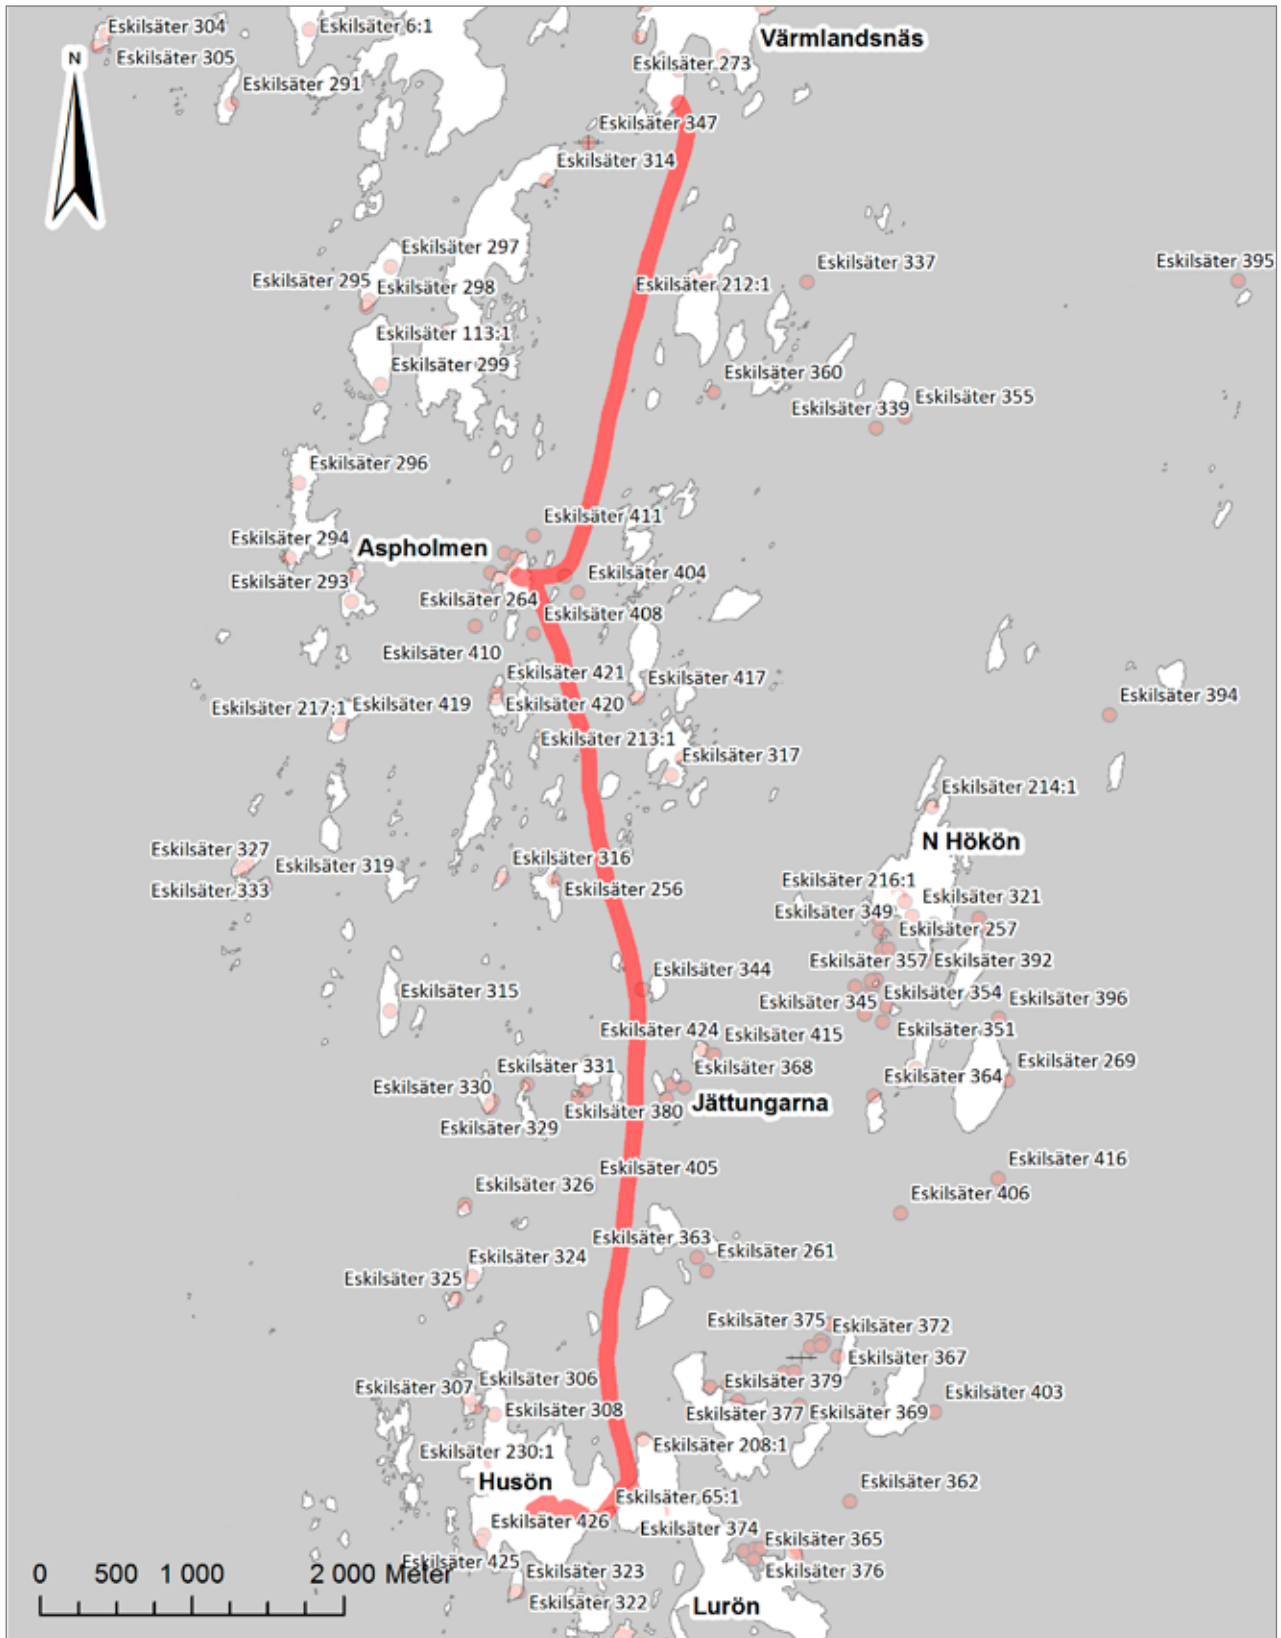 Eskilsäter 304
Eskilsäter 6:1
Värmlandsnäs
Eskilsäter 305
Eskilsäter 273
N
Eskilsäter 291
Eskilsäter 347
Eskilsäter 314
Eskilsäter 297
Eskilsäter 337
Eskilsäter 395
Eskilsäter 295
Eskilsäter 298
Eskilsäter 212:1
Eskilsäter 113:1
Eskilsäter 299
Eskilsäter 360
Eskilsäter 355
Eskilsäter 339
Eskilsäter 296
Eskilsäter 411
Eskilsäter 294
Aspholmen
Eskilsäter 293
Eskilsäter 404
Eskilsäter 264
Eskilsäter 408
Eskilsäter 410
Eskilsäter 421
Eskilsäter 417
Eskilsäter 394
Eskilsäter 217:1
Eskilsäter 419
Eskilsäter 420
Eskilsäter 213:1
Eskilsäter 317
Eskilsäter 214:1
N Hökön
Eskilsäter 327
Eskilsäter 319
Eskilsäter 316
Eskilsäter 333
Eskilsäter 256
Eskilsäter 216:1
Eskilsäter 321
Eskilsäter 349
Eskilsäter 257
Eskilsäter 357
Eskilsäter 392
Eskilsäter 344
Eskilsäter 315
Eskilsäter 345
Eskilsäter 354
Eskilsäter 396
Eskilsäter 424
Eskilsäter 415
Eskilsäter 351
Eskilsäter 331
Eskilsäter 368
Eskilsäter 269
Eskilsäter 330
Eskilsäter 364
Eskilsäter 380
Jättungarna
Eskilsäter 329
Eskilsäter 405
Eskilsäter 416
Eskilsäter 326
Eskilsäter 406
Eskilsäter 363
Eskilsäter 324
Eskilsäter 261
Eskilsäter 325
Eskilsäter 375
Eskilsäter 372
Eskilsäter 367
Eskilsäter 306
Eskilsäter 307
Eskilsäter 379
Eskilsäter 403
Eskilsäter 308
Eskilsäter 377
Eskilsäter 369
Eskilsäter 230:1
Eskilsäter 208:1
Husön
Eskilsäter 362
Eskilsäter 65:1
Eskilsäter 426
Eskilsäter 374
Eskilsäter 365
Eskilsäter 425
Eskilsäter 323
Eskilsäter 376
0 500 1 000 2 000 Meter
Eskilsäter 322
Lurön